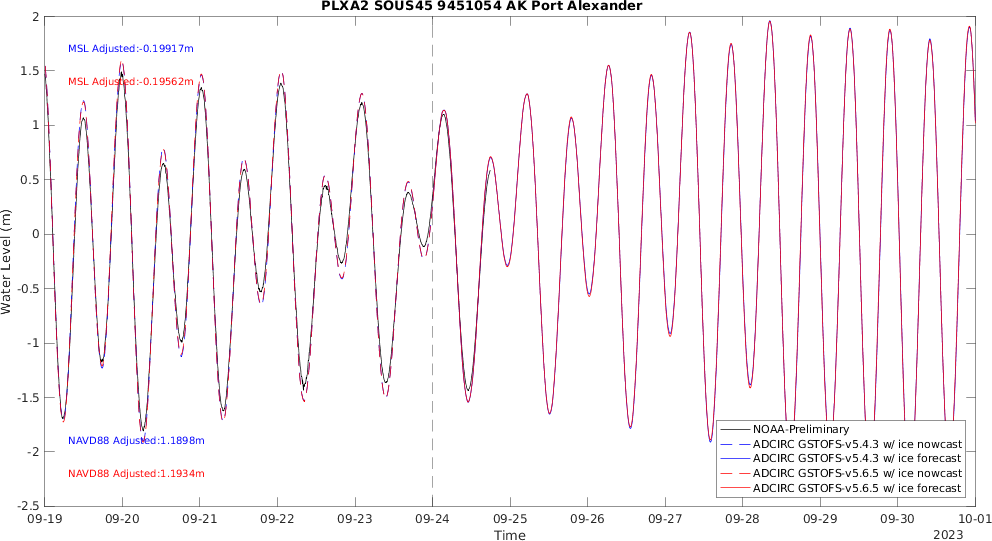 PLXA2 SOUS45 9451054 AK Port Alexander
Water Level (m)
2
1.5
1
0.5
0
-0.5
-1
-1.5
-2
-2.5
MSL Adjusted:-0.19917m
MSL Adjusted:-0.19562m
NAVD88 Adjusted:1.1898m
NAVD88 Adjusted:1.1934m
NOAA-Preliminary
ADCIRC GSTOFS-v5.4.3 w/ ice nowcast
ADCIRC GSTOFS-v5.4.3 w/ ice forecast
ADCIRC GSTOFS-v5.6.5 w/ ice nowcast
ADCIRC GSTOFS-v5.6.5 w/ ice forecast
09-19 09-20 09-21 09-22 09-23 09-24 09-25 09-26 09-27 09-28 09-29 09-30 10-01
Time
2023